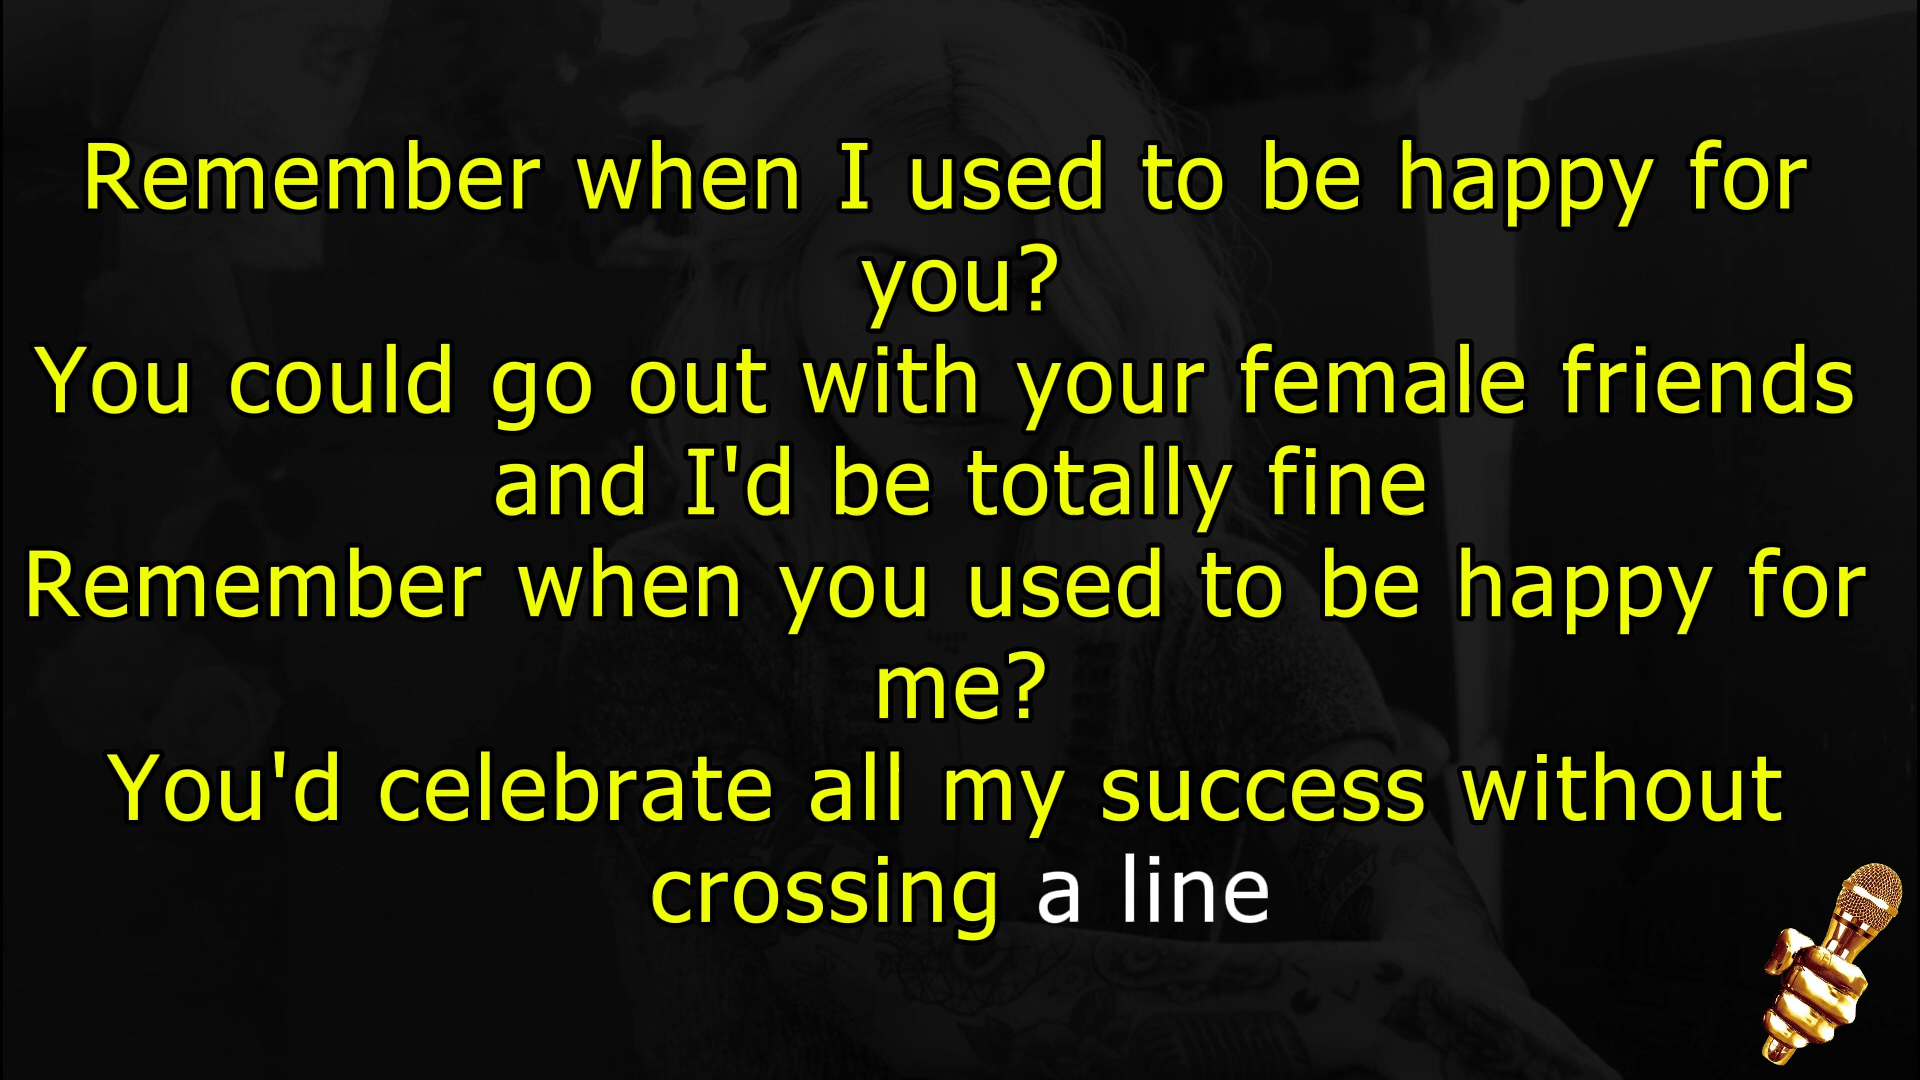 Remember when I used to be happy for
you?
You could go out with your female friends
and I'd be totally fine
Remember when you used to be happy for
me?
You'd celebrate all my success without
crossing a line